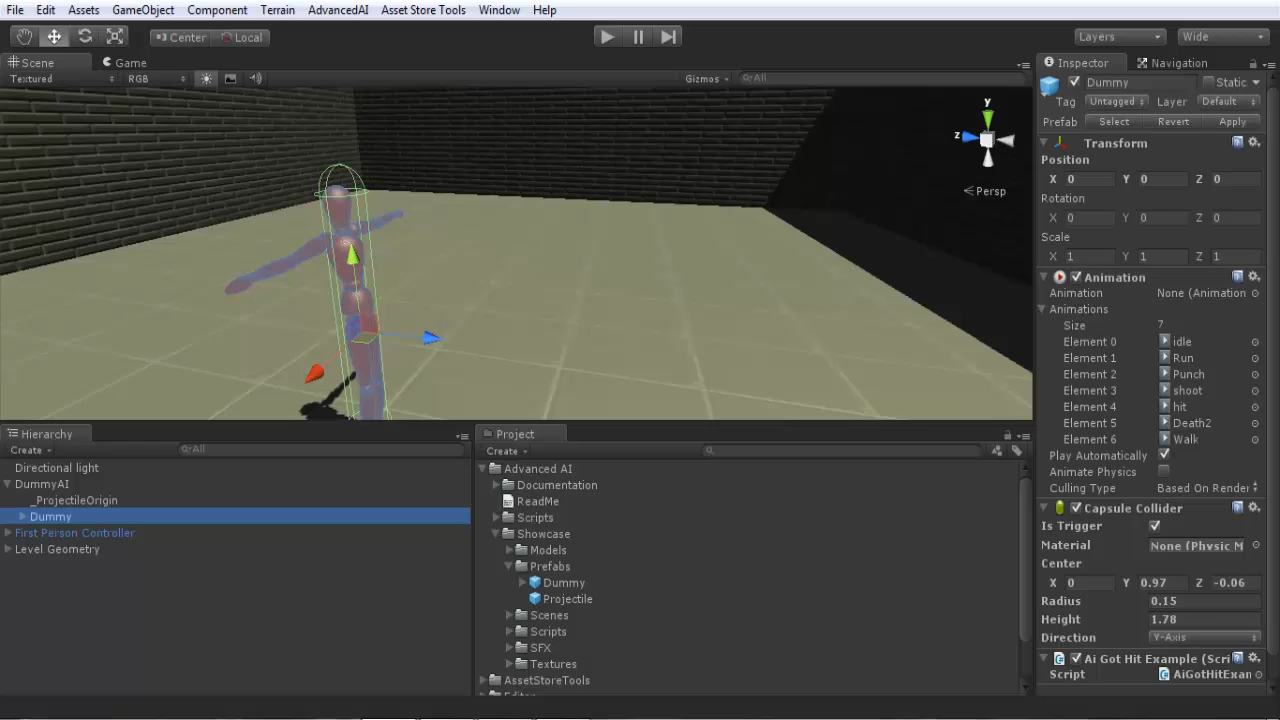 File Edit Assets GameObject Component Terrain AdvancedAI Asset Store Tools Window Help
Center Local Layers Wide
Scene Game
Textured RGB Gizmos All
y
z
Persp
Inspector Navigation
Dummy Static
Tag Untagged Layer Default
Prefab Select Revert Apply
Transform
Position
X 0 Y 0 Z 0
Rotation
X 0 Y 0 Z 0
Scale
X 1 Y 1 Z 1
Animation
Animation None (Animation
Animations
Size 7
Element 0 idle
Element 1 Run
Element 2 Punch
Element 3 shoot
Element 4 hit
Element 5 Death2
Element 6 Walk
Play Automatically
Animate Physics
Culling Type Based On Render
Capsule Collider
Is Trigger
Material None (Physic M
Center
X 0 Y 0.97 Z -0.06
Radius 0.15
Height 1.78
Direction Y-Axis
Ai Got Hit Example (Scri
Script AiGotHitExan
Hierarchy
Create All
Directional light
DummyAI
_ProjectileOrigin
Dummy
First Person Controller
Level Geometry
Project
Create
Advanced AI
Documentation
ReadMe
Scripts
Showcase
Models
Prefabs
Dummy
Projectile
Scenes
Scripts
SFX
Textures
AssetStoreTools